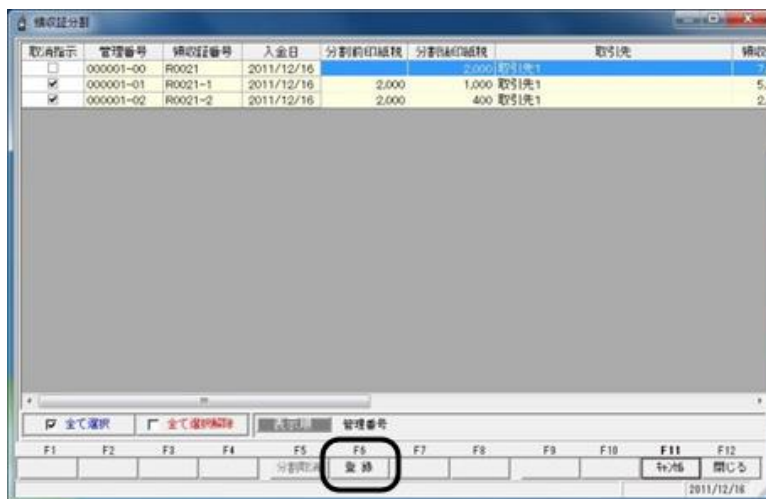 領収証分割
取消指示 管理番号 領収証番号 入金日 分割前印紙税 分割後印紙税 取引先 領収
000001-00 R0021 2011/12/16 2,000 取引先1 7,
000001-01 R0021-1 2011/12/16 2,000 1,000 取引先1 5,
000001-02 R0021-2 2011/12/16 2,000 400 取引先1 2,
全て選択 全て選択解除 表示順 管理番号
F1 F2 F3 F4 F5 F6 F7 F8 F9 F10 F11 F12
分割取消 登録 ｷｬﾝｾﾙ 閉じる
2011/12/16